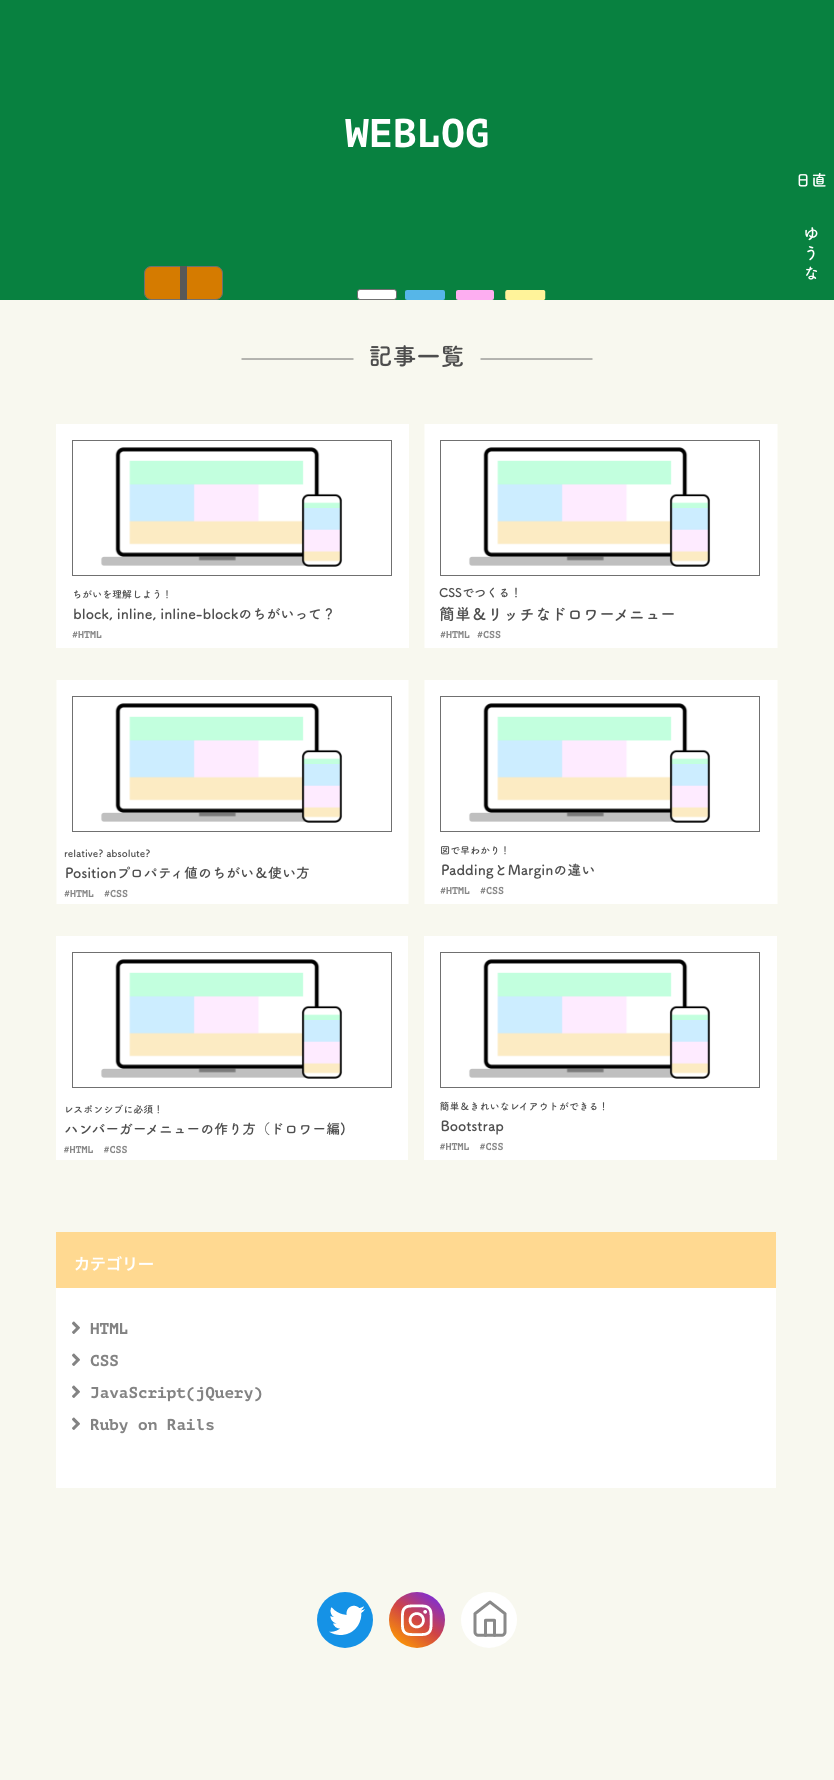 WEBLOG
日直
ゆうな
記事一覧
ちがいを理解しよう！
block, inline, inline-blockのちがいって？
#HTML
CSSでつくる！
簡単＆リッチなドロワーメニュー
#HTML #CSS
relative? absolute?
Positionプロパティ値のちがい＆使い方
#HTML #CSS
図で早わかり！
PaddingとMarginの違い
#HTML #CSS
レスポンシブに必須！
ハンバーガーメニューの作り方（ドロワー編）
#HTML #CSS
簡単＆きれいなレイアウトができる！
Bootstrap
#HTML #CSS
カテゴリー
HTML
CSS
JavaScript(jQuery)
Ruby on Rails